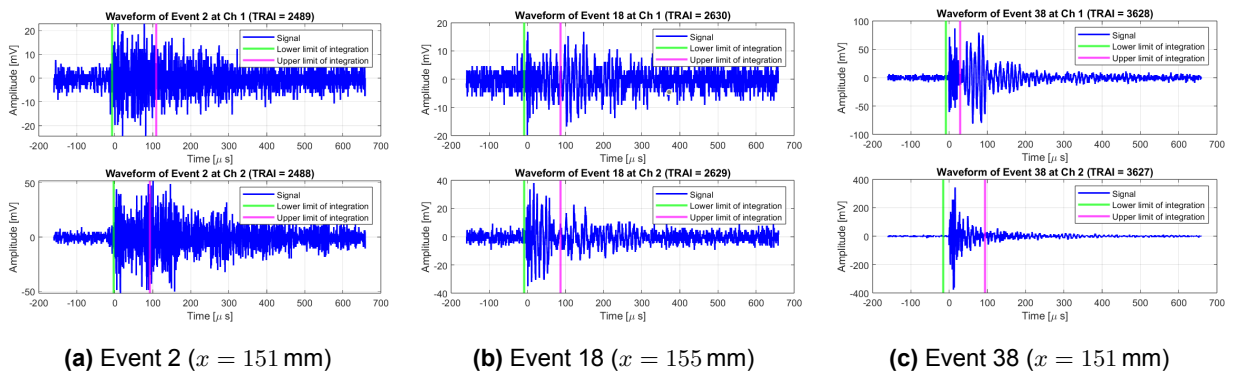 Waveform of Event 2 at Ch 1 (TRAI = 2489)
Amplitude [mV]
20
10
0
-10
-20
Signal
Lower limit of integration
Upper limit of integration
-200 -100 0 100 200 300 400 500 600 700
Time [μ s]
Waveform of Event 2 at Ch 2 (TRAI = 2488)
Amplitude [mV]
50
0
-50
Signal
Lower limit of integration
Upper limit of integration
-200 -100 0 100 200 300 400 500 600 700
Time [μ s]
(a) Event 2 (x = 151 mm)
Waveform of Event 18 at Ch 1 (TRAI = 2630)
Amplitude [mV]
20
10
0
-10
-20
Signal
Lower limit of integration
Upper limit of integration
-200 -100 0 100 200 300 400 500 600 700
Time [μ s]
Waveform of Event 18 at Ch 2 (TRAI = 2629)
Amplitude [mV]
40
20
0
-20
-40
Signal
Lower limit of integration
Upper limit of integration
-200 -100 0 100 200 300 400 500 600 700
Time [μ s]
(b) Event 18 (x = 155 mm)
Waveform of Event 38 at Ch 1 (TRAI = 3628)
Amplitude [mV]
100
50
0
-50
-100
Signal
Lower limit of integration
Upper limit of integration
-200 -100 0 100 200 300 400 500 600 700
Time [μ s]
Waveform of Event 38 at Ch 2 (TRAI = 3627)
Amplitude [mV]
400
200
0
-200
-400
Signal
Lower limit of integration
Upper limit of integration
-200 -100 0 100 200 300 400 500 600 700
Time [μ s]
(c) Event 38 (x = 151 mm)